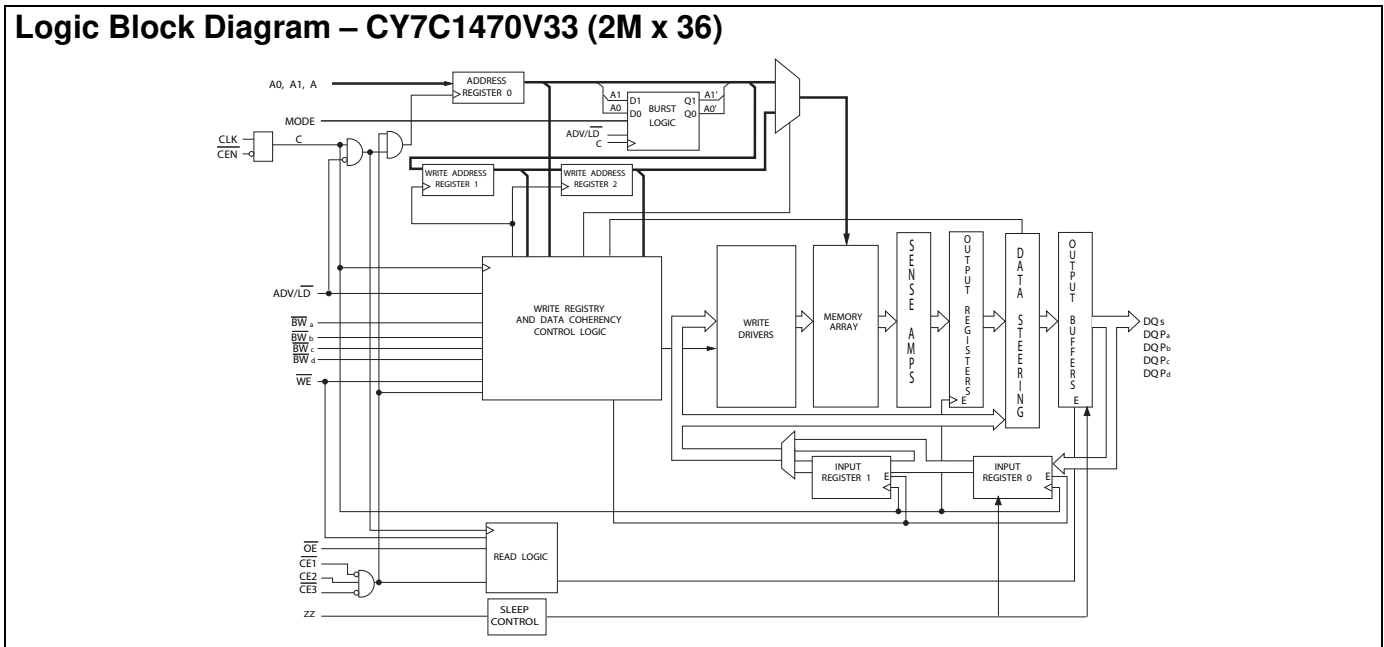 Logic Block Diagram – CY7C1470V33 (2M x 36)
A0, A1, A
ADDRESS
REGISTER 0
A1
A0
D1
D0
BURST
LOGIC
Q1
Q0
A1'
A0'
MODE
ADV/LD
C
CLK
CEN
C
WRITE ADDRESS
REGISTER 1
WRITE ADDRESS
REGISTER 2
ADV/LD
BW a
BW b
BW c
BW d
WE
WRITE REGISTRY
AND DATA COHERENCY
CONTROL LOGIC
WRITE
DRIVERS
MEMORY
ARRAY
SENSE AMPS
OUTPUT REGISTERS
E
DATA STEERING
OUTPUT BUFFERS
E
DQs
DQPa
DQPb
DQPc
DQPd
INPUT
REGISTER 1
E
INPUT
REGISTER 0
E
OE
CE1
CE2
CE3
READ LOGIC
ZZ
SLEEP
CONTROL